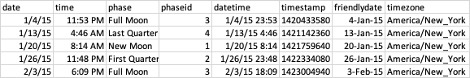 date time phase phaseid datetime timestamp friendlydate timezone
1/4/15 11:53 PM Full Moon 3 1/4/15 23:53 1420433580 4-Jan-15 America/New_York
1/13/15 4:46 AM Last Quarter 4 1/13/15 4:46 1421142360 13-Jan-15 America/New_York
1/20/15 8:14 AM New Moon 1 1/20/15 8:14 1421759640 20-Jan-15 America/New_York
1/26/15 11:48 PM First Quarter 2 1/26/15 23:48 1422334080 26-Jan-15 America/New_York
2/3/15 6:09 PM Full Moon 3 2/3/15 18:09 1423004940 3-Feb-15 America/New_York